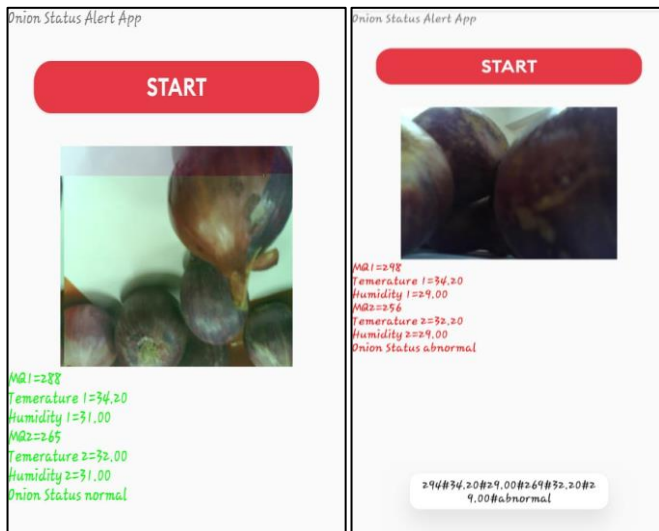 Onion Status Alert App
START
MQ1=288
Temerature 1=34.20
Humidity 1=31.00
MQ2=265
Temerature 2=32.00
Humidity 2=31.00
Onion Status normal
Onion Status Alert App
START
MQ1=298
Temerature 1=34.20
Humidity 1=29.00
MQ2=256
Temerature 2=32.20
Humidity 2=29.00
Onion Status abnormal
294#34.20#29.00#269#32.20#2
9.00#abnormal